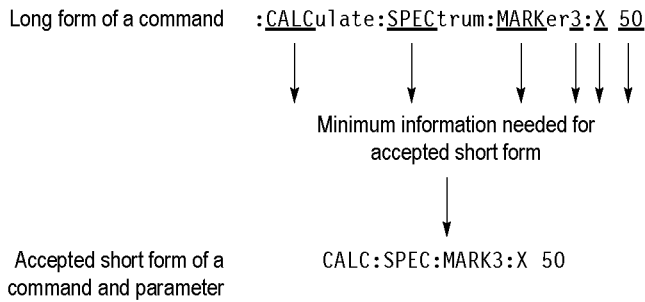 Long form of a command :CALCulate:SPECtrum:MARKer3:X 50
Minimum information needed for
accepted short form
Accepted short form of a CALC:SPEC:MARK3:X 50
command and parameter